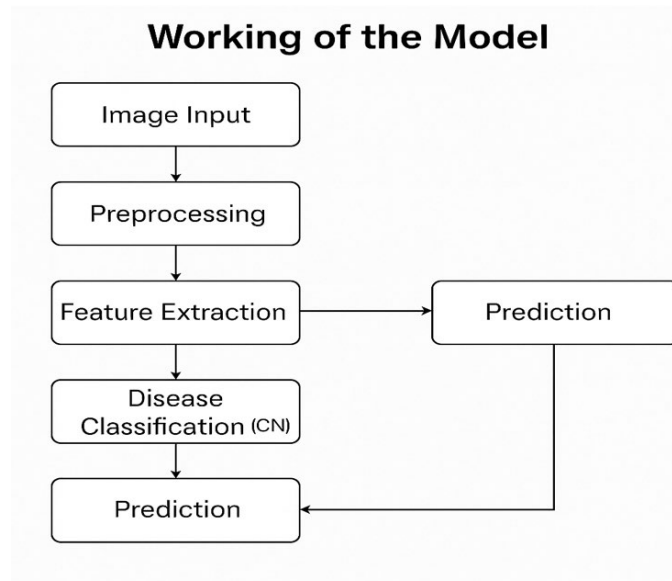 Working of the Model
Image Input
Preprocessing
Feature Extraction
Prediction
Disease
Classification (CN)
Prediction